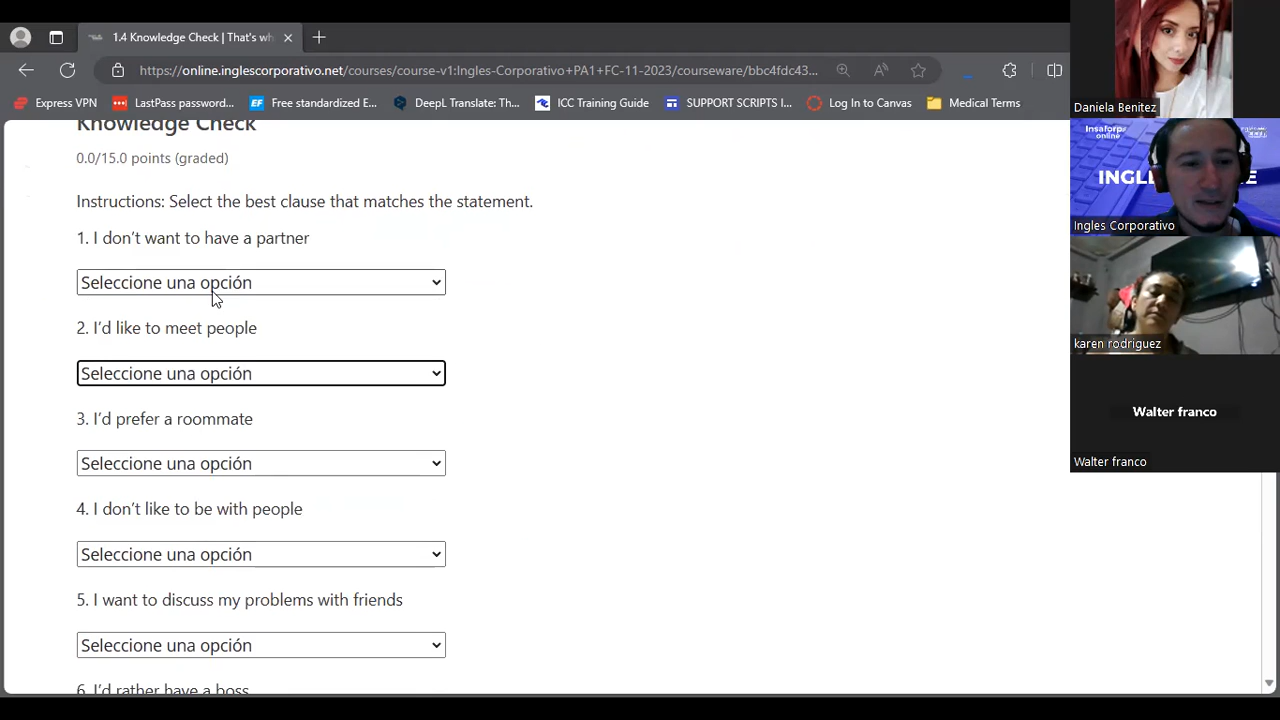 1.4 Knowledge Check | That's wh
https://online.inglescorporativo.net/courses/course-v1:Ingles-Corporativo+PA1+FC-11-2023/courseware/bbc4fdc43...
Express VPN
LastPass password...
Free standardized E...
DeepL Translate: Th...
ICC Training Guide
SUPPORT SCRIPTS I...
Log In to Canvas
Medical Terms
Knowledge Check
0.0/15.0 points (graded)
Instructions: Select the best clause that matches the statement.
1. I don't want to have a partner
Seleccione una opción
2. I'd like to meet people
Seleccione una opción
3. I'd prefer a roommate
Seleccione una opción
4. I don't like to be with people
Seleccione una opción
5. I want to discuss my problems with friends
Seleccione una opción
6. I'd rather have a boss
Daniela Benitez
Insaforp
online
INGL
Ingles Corporativo
karen rodriguez
Walter franco
Walter franco